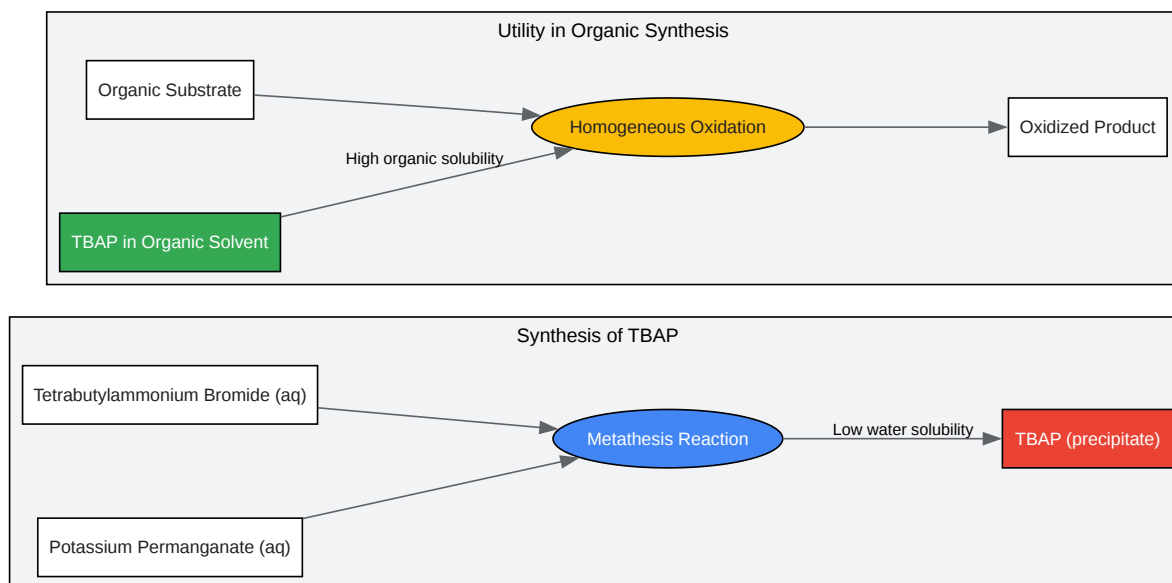 Utility in Organic Synthesis
Organic Substrate
Homogeneous Oxidation
Oxidized Product
High organic solubility
TBAP in Organic Solvent
Synthesis of TBAP
Tetrabutylammonium Bromide (aq)
Metathesis Reaction
Low water solubility
TBAP (precipitate)
Potassium Permanganate (aq)